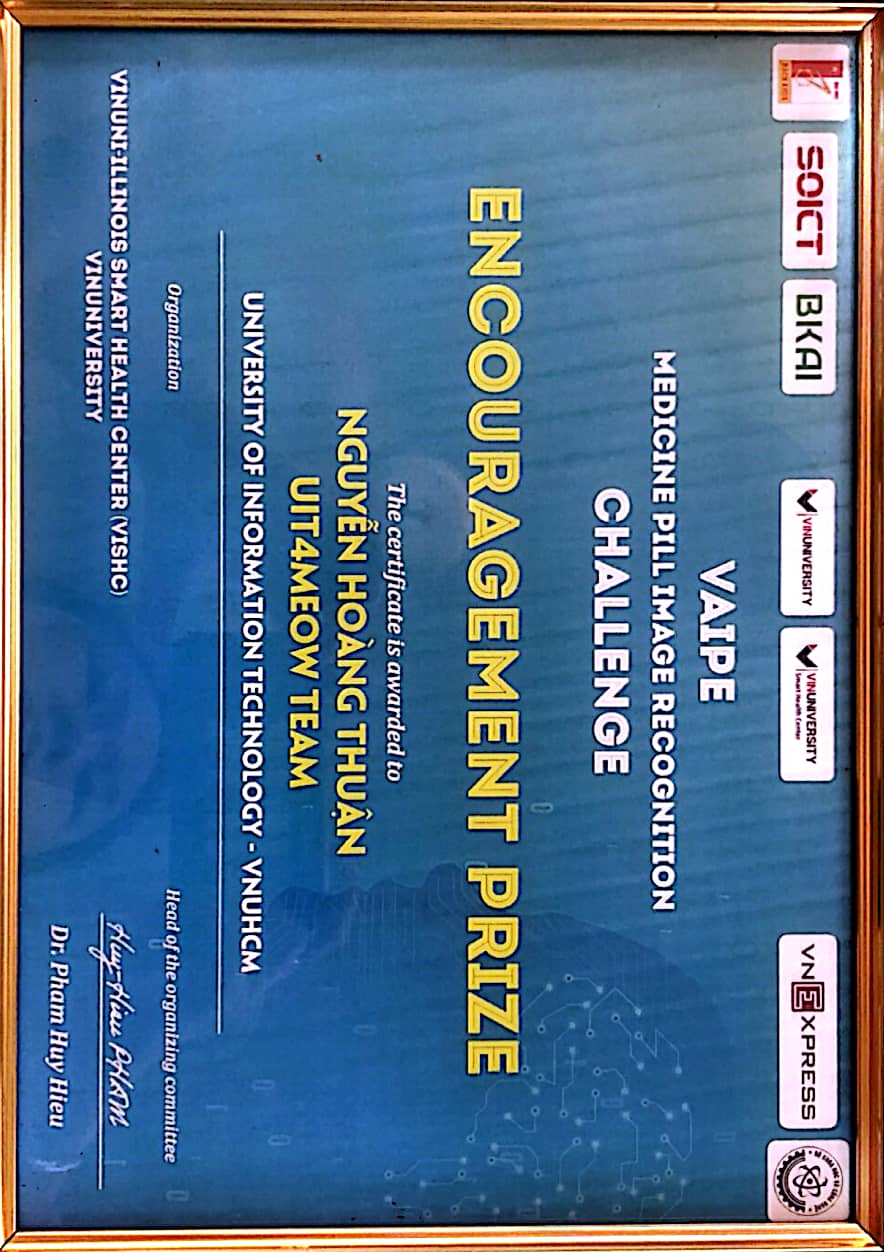 BÁCH KHOA
SOICT
BKAI
VINUNIVERSITY
VINUNIVERSITY
Smart Health Center
VNEXPRESS
VAIPE
MEDICINE PILL IMAGE RECOGNITION
CHALLENGE
ENCOURAGEMENT PRIZE
The certificate is awarded to
NGUYỄN HOÀNG THUẬN
UIT4MEOW TEAM
UNIVERSITY OF INFORMATION TECHNOLOGY - VNUHCM
Organization
VINUNI-ILLINOIS SMART HEALTH CENTER (VISHC)
VINUNIVERSITY
Head of the organizing committee
Huy-Hieu PHAM
Dr. Pham Huy Hieu